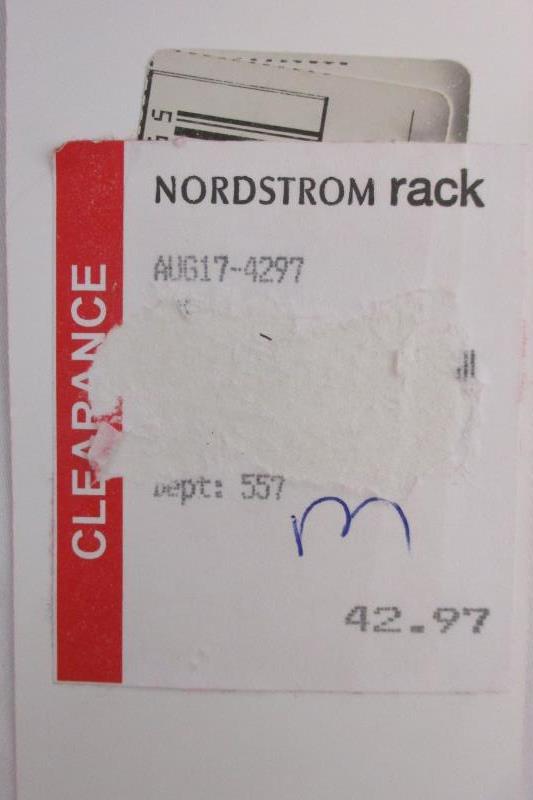 NORDSTROM rack
AUG17-4297
CLEARANCE
Dept: 557
m
42.97